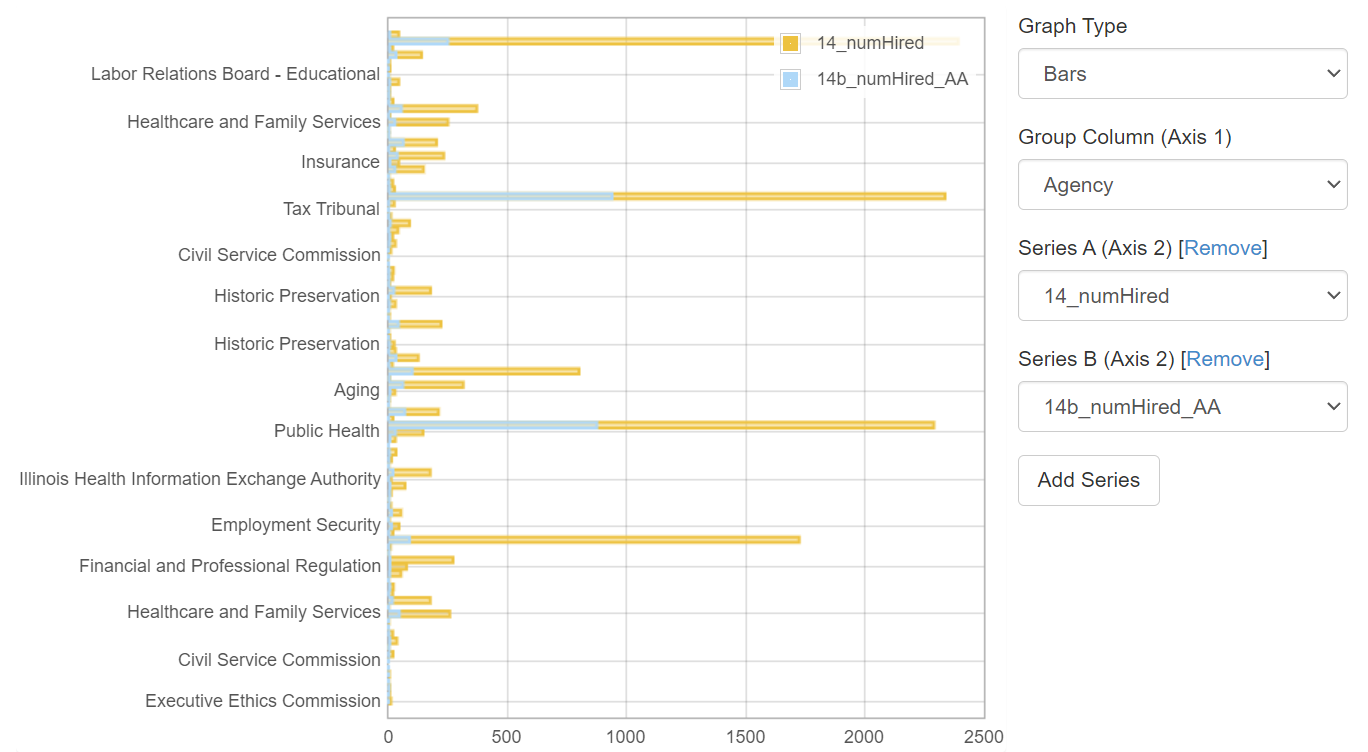 14_numHired
14b_numHired_AA
Labor Relations Board - Educational
Healthcare and Family Services
Insurance
Tax Tribunal
Civil Service Commission
Historic Preservation
Historic Preservation
Aging
Public Health
Illinois Health Information Exchange Authority
Employment Security
Financial and Professional Regulation
Healthcare and Family Services
Civil Service Commission
Executive Ethics Commission
0 500 1000 1500 2000 2500
Graph Type
Bars
Group Column (Axis 1)
Agency
Series A (Axis 2) [Remove]
14_numHired
Series B (Axis 2) [Remove]
14b_numHired_AA
Add Series